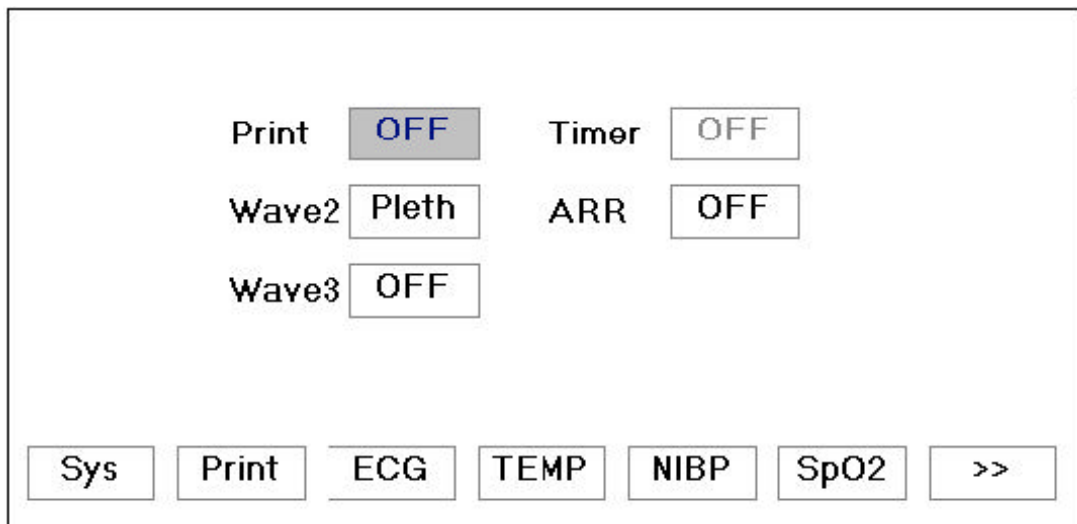 Print OFF Timer OFF
Wave2 Pleth ARR OFF
Wave3 OFF
Sys Print ECG TEMP NIBP SpO2 >>